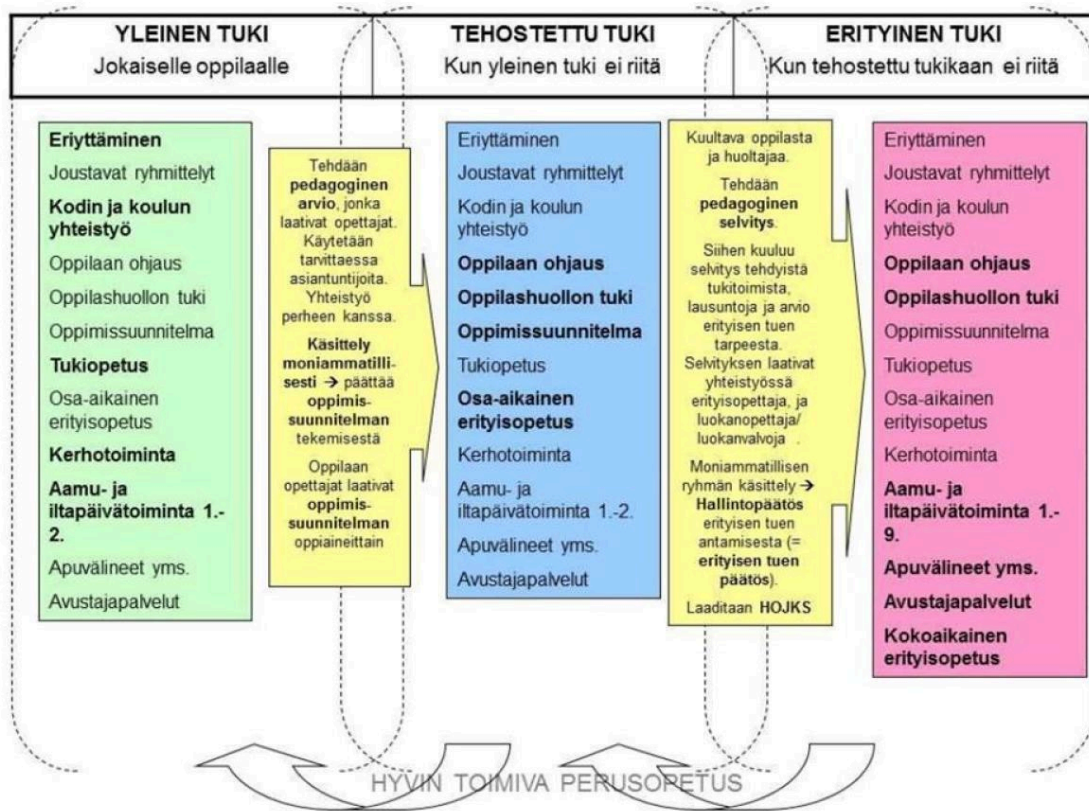 YLEINEN TUKI
Jokaiselle oppilaalle
TEHOSTETTU TUKI
Kun yleinen tuki ei riitä
ERITYINEN TUKI
Kun tehostettu tukikaan ei riitä
Eriyttäminen
Joustavat ryhmittelyt
Kodin ja koulun
yhteistyö
Oppilaan ohjaus
Oppilashuollon tuki
Oppimissuunnitelma
Tukiopetus
Osa-aikainen
erityisopetus
Kerhotoiminta
Aamu- ja
iltapäivätoiminta 1.-
2.
Apuvälineet yms.
Avustajapalvelut
Tehdään
pedagoginen
arvio, jonka
laativat opettajat.
Käytetään
tarvittaessa
asiantuntijoita.
Yhteistyö
perheen kanssa.
Käsittely
moniammatilli-
sesti → päättää
oppimis-
suunnitelman
tekemisestä
Oppilaan
opettajat laativat
oppimis-
suunnitelman
oppiaineittain
Eriyttäminen
Joustavat ryhmittelyt
Kodin ja koulun
yhteistyö
Oppilaan ohjaus
Oppilashuollon tuki
Oppimissuunnitelma
Tukiopetus
Osa-aikainen
erityisopetus
Kerhotoiminta
Aamu- ja
iltapäivätoiminta 1.-2.
Apuvälineet yms.
Avustajapalvelut
Kuultava oppilasta
ja huoltajaa.
Tehdään
pedagoginen
selvitys.
Siihen kuuluu
selvitys tehdyistä
tukitoimista,
lausuntoja ja arvio
erityisen tuen
tarpeesta.
Selvityksen laativat
yhteistyössä
erityisopettaja, ja
luokanopettaja/
luokanvalvoja .
Moniammatillisen
ryhmän käsittely →
Hallintopäätös
erityisen tuen
antamisesta (=
erityisen tuen
päätös).
Laaditaan HOJKS
Eriyttäminen
Joustavat ryhmittelyt
Kodin ja koulun
yhteistyö
Oppilaan ohjaus
Oppilashuollon tuki
Oppimissuunnitelma
Tukiopetus
Osa-aikainen
erityisopetus
Kerhotoiminta
Aamu- ja
iltapäivätoiminta 1.-
9.
Apuvälineet yms.
Avustajapalvelut
Kokoaikainen
erityisopetus
HYVIN TOIMIVA PERUSOPETUS